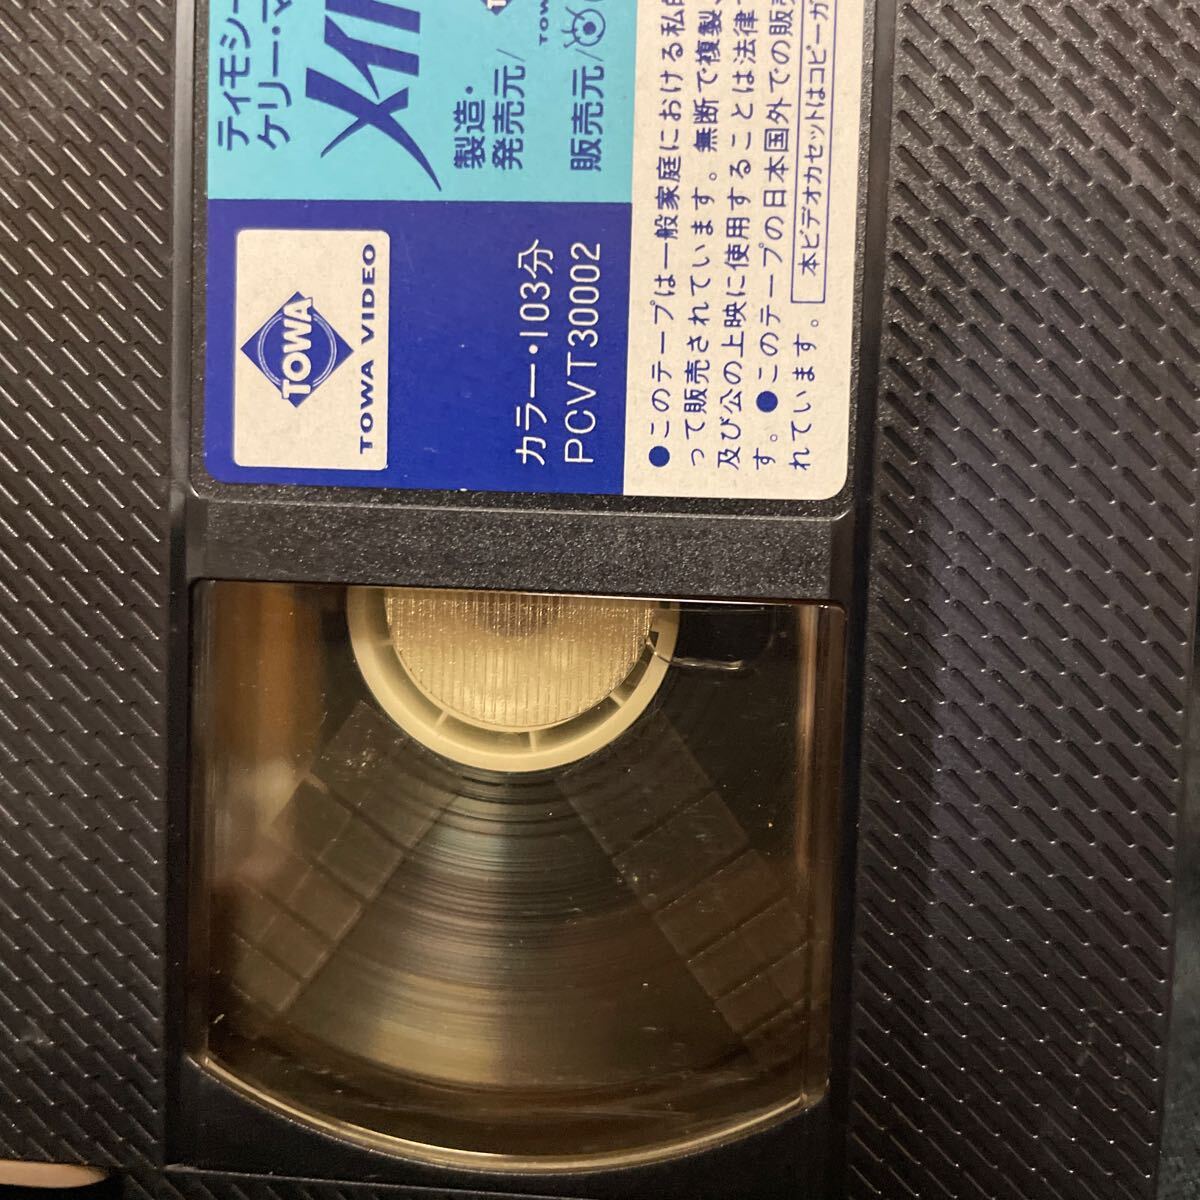 ティモシー
ケリー・マ
メイ
製造・
発売元/
販売元/
TOW
TOWA
TOWA VIDEO
カラー・103分
PCVT30002
●このテープは一般家庭における私的
って販売されています。無断で複製、
及び公の上映に使用することは法律で
す。●このテープの日本国外での販売
れています。
本ビデオカセットはコピーガ